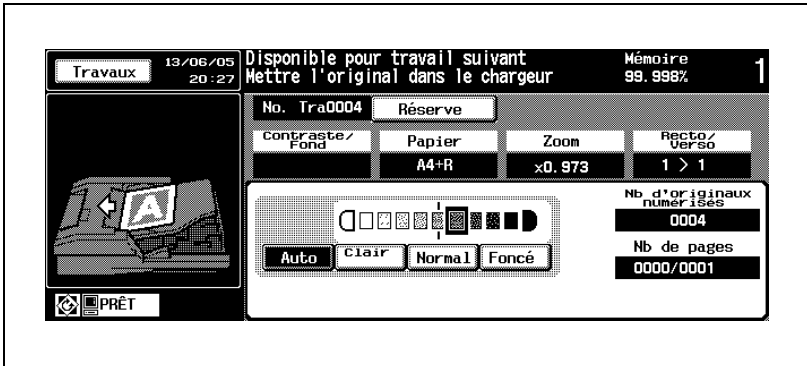 Travaux
13/06/05
20:27
Disponible pour travail suivant
Mettre l'original dans le chargeur
Mémoire
99.998%
1
No. Tra0004
Réserve
Contraste/
Fond
Papier
Zoom
Recto/
Verso
A4+R
x0.973
1 > 1
A
Auto
Clair
Normal
Foncé
Nb d'originaux
numérisés
0004
Nb de pages
0000/0001
PRÊT